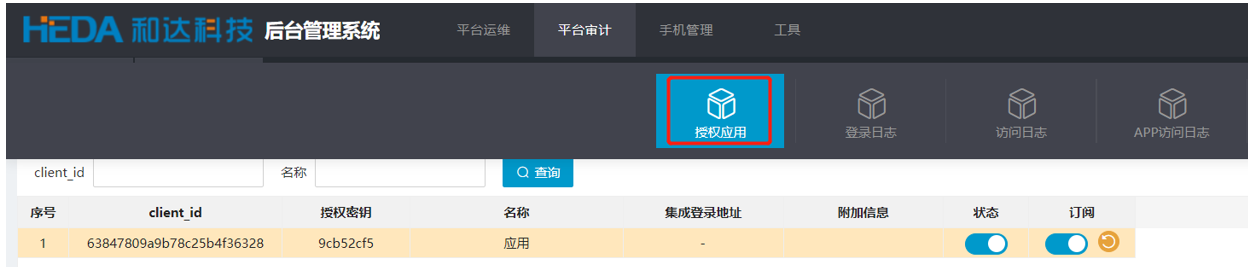 HEDA 和达科技 后台管理系统 平台运维 平台审计 手机管理 工具
授权应用 登录日志 访问日志 APP访问日志
client_id 名称 查询
序号 client_id 授权密钥 名称 集成登录地址 附加信息 状态 订阅
1 63847809a9b78c25b4f36328 9cb52cf5 应用 -